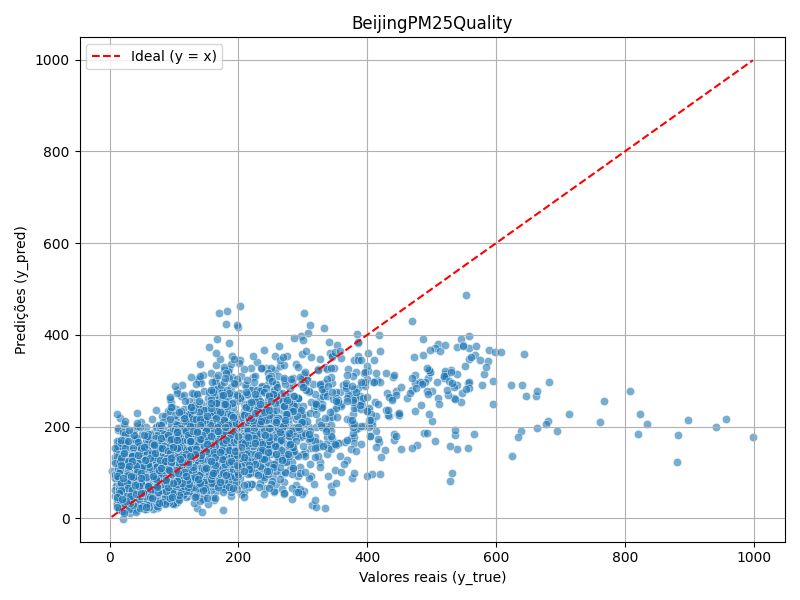 BeijingPM25Quality
Ideal (y = x)
Predições (y_pred)
1000
800
600
400
200
0
0 200 400 600 800 1000
Valores reais (y_true)